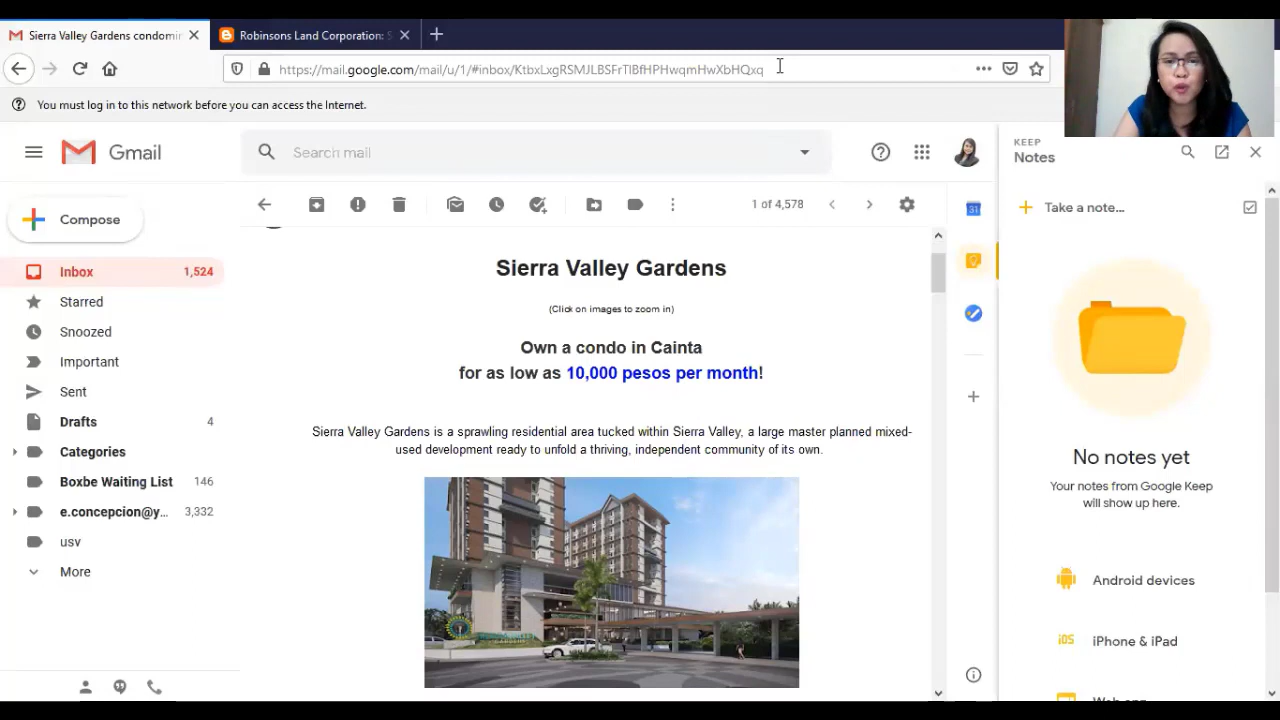 Sierra Valley Gardens condomin
Robinsons Land Corporation: S
https://mail.google.com/mail/u/1/#inbox/KtbxLxgRSMJLBSFrTlBfHPHwqmHwXbHQxq
You must log in to this network before you can access the Internet.
Gmail
Search mail
KEEP
Notes
Compose
1 of 4,578
Take a note...
Inbox 1,524
Starred
Snoozed
Important
Sent
Drafts 4
Categories
Boxbe Waiting List 146
e.concepcion@y... 3,332
usv
More
Sierra Valley Gardens
(Click on images to zoom in)
Own a condo in Cainta
for as low as 10,000 pesos per month!
Sierra Valley Gardens is a sprawling residential area tucked within Sierra Valley, a large master planned mixed-
used development ready to unfold a thriving, independent community of its own.
31
No notes yet
Your notes from Google Keep
will show up here.
Android devices
iOS
iPhone & iPad